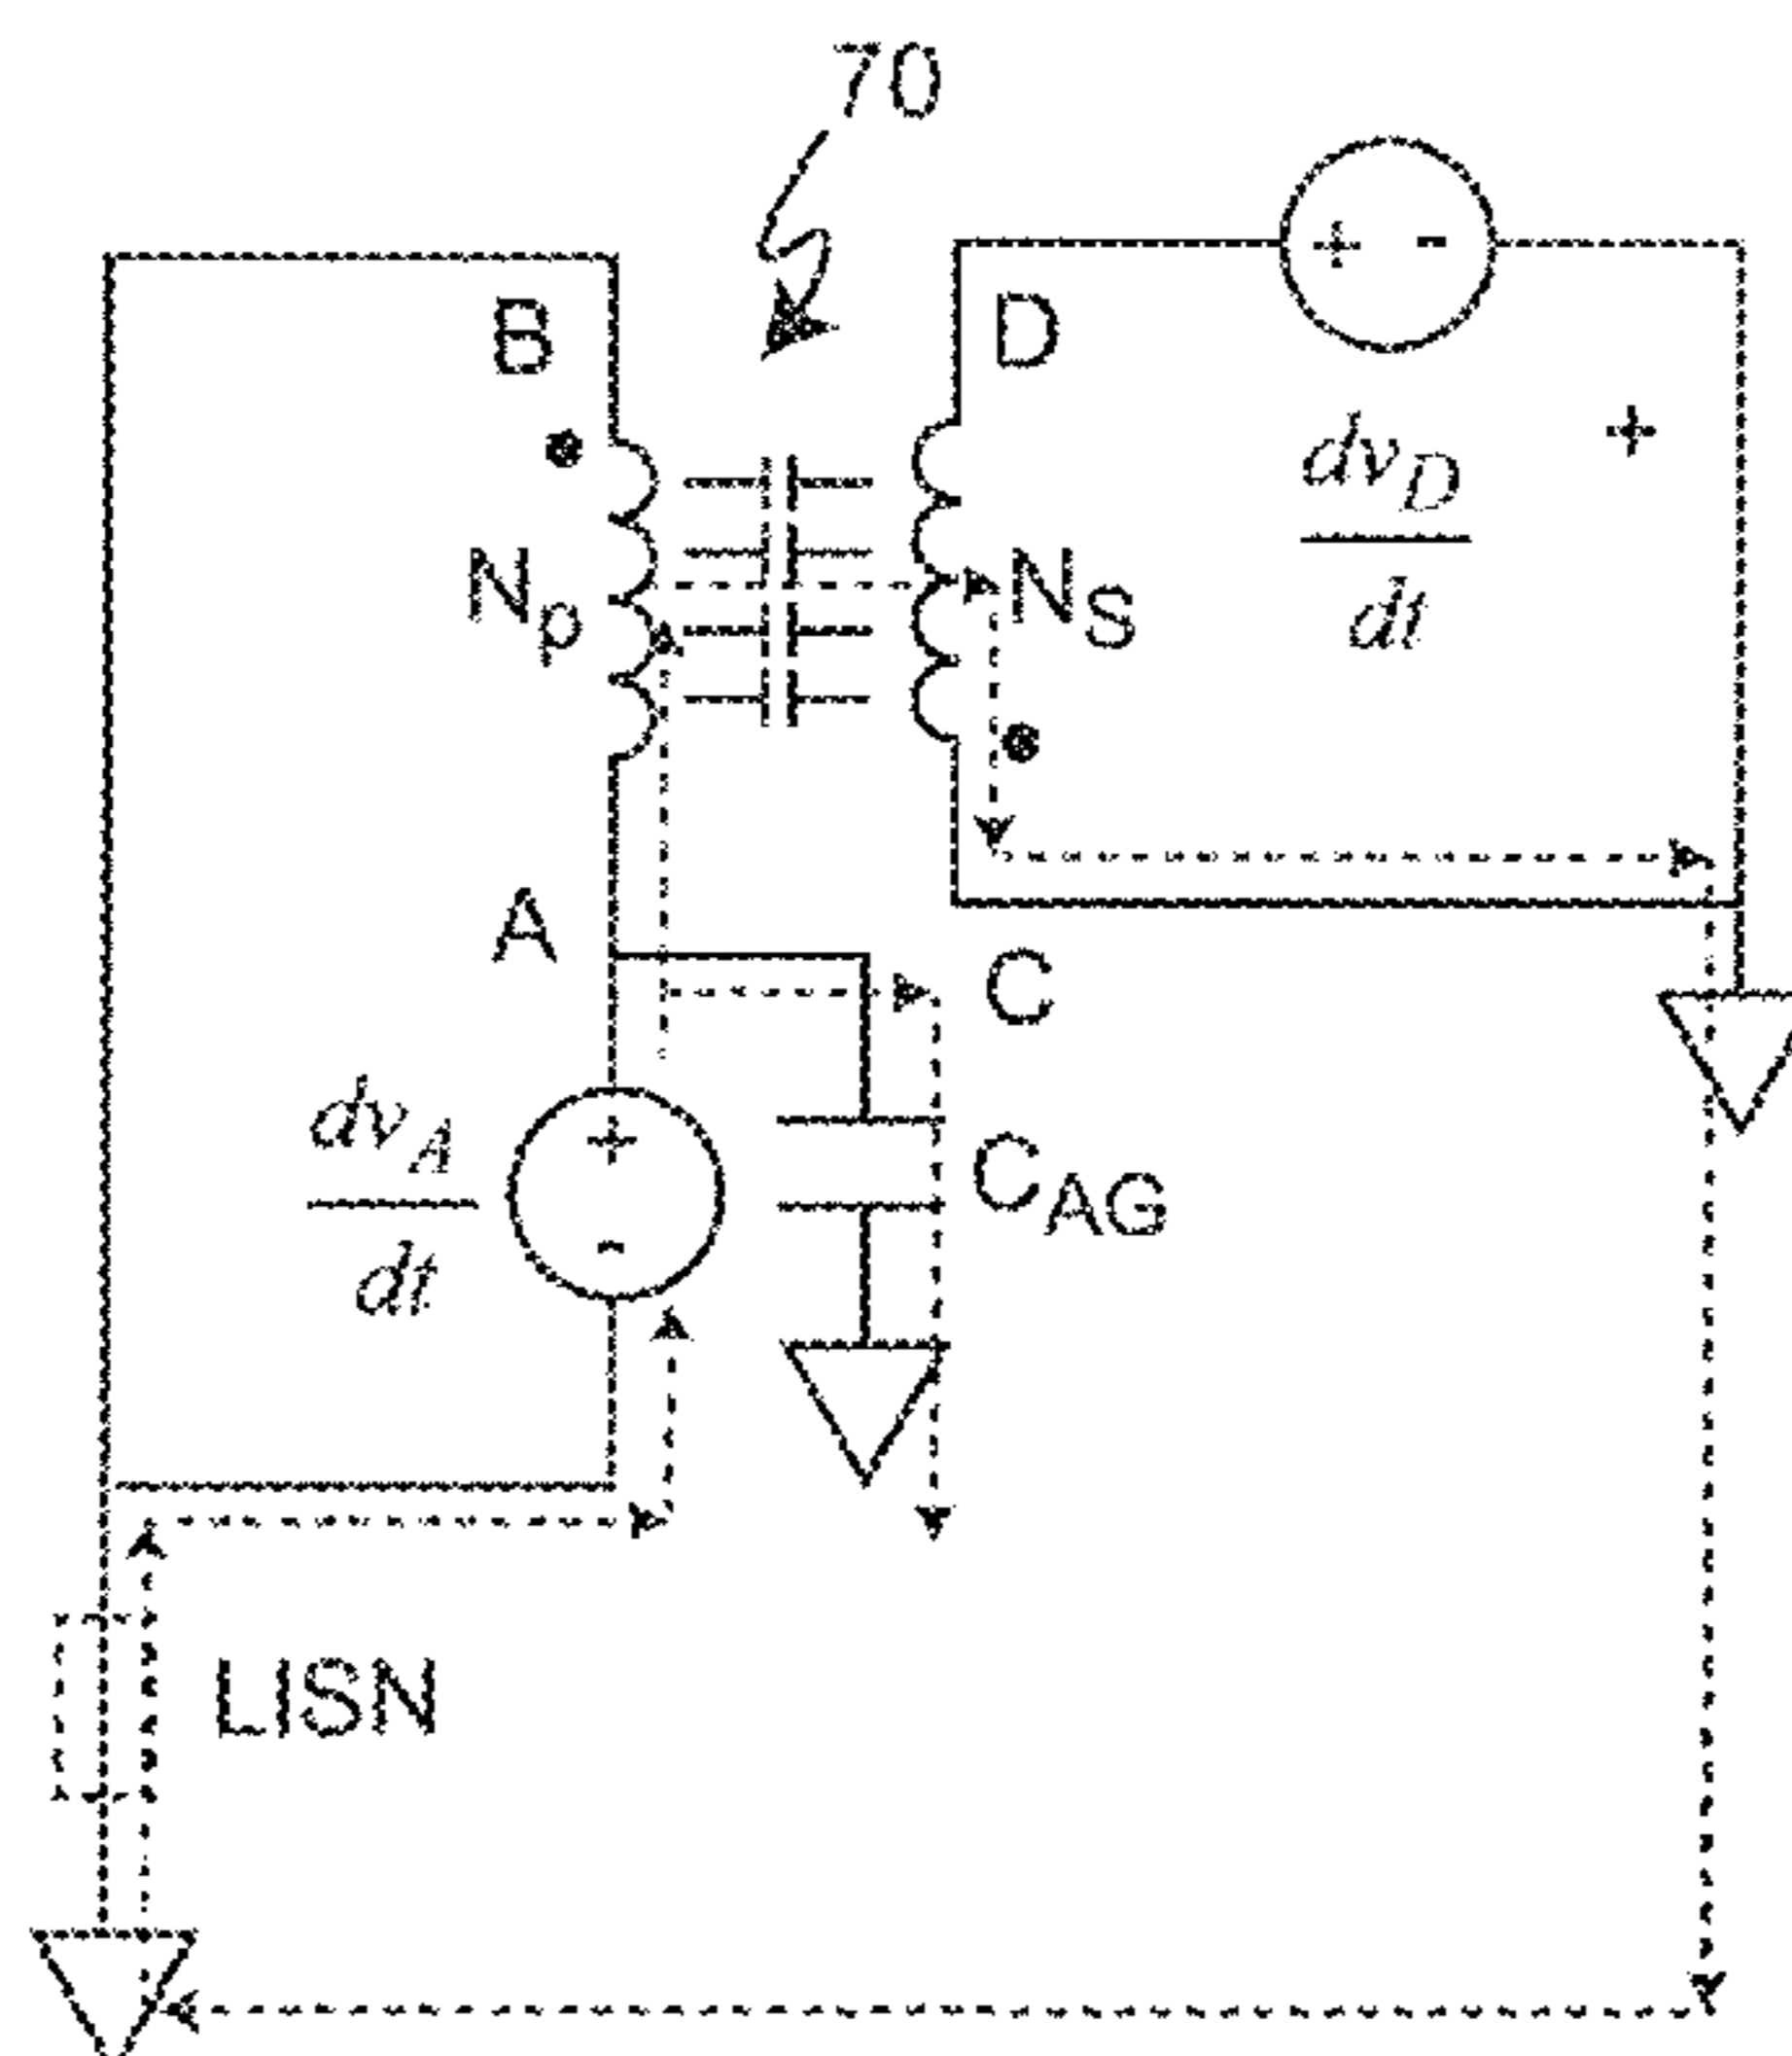 70
+ -
B
D
dv_D
dt
+
N_p
N_S
A
C
dv_A
dt
+
-
C_AG
LISN